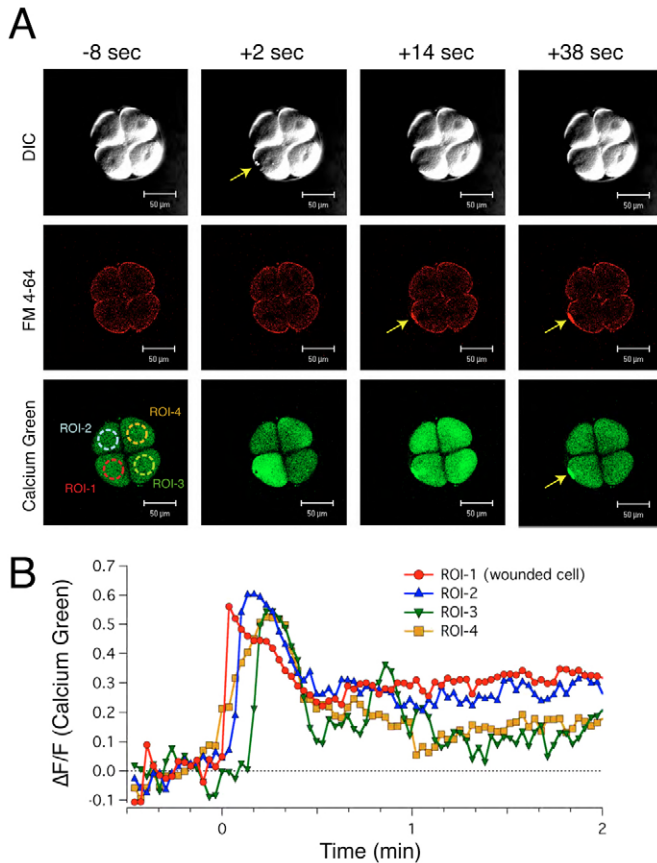 A
-8 sec +2 sec +14 sec +38 sec
DIC
50 µm 50 µm 50 µm 50 µm
FM 4-64
50 µm 50 µm 50 µm 50 µm
Calcium Green
ROI-4
ROI-2
ROI-1
ROI-3
50 µm 50 µm 50 µm 50 µm
B
ΔF/F (Calcium Green)
0.7
0.6
0.5
0.4
0.3
0.2
0.1
0.0
-0.1
ROI-1 (wounded cell)
ROI-2
ROI-3
ROI-4
0 1 2
Time (min)